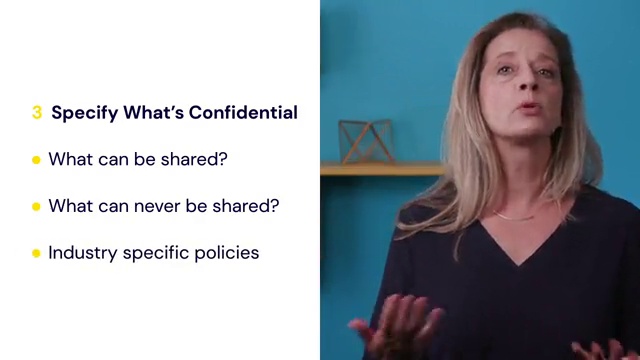 3 Specify What's Confidential
What can be shared?
What can never be shared?
Industry specific policies